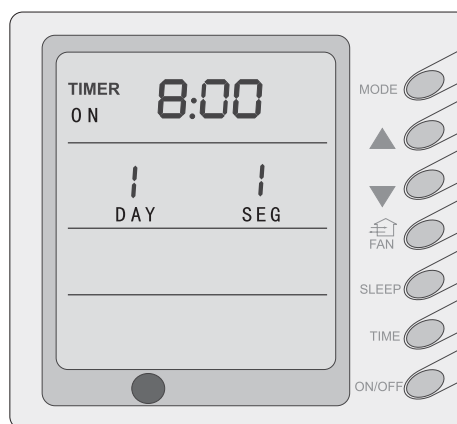 TIMER
ON
8:00
1
1
DAY
SEG
MODE
FAN
SLEEP
TIME
ON/OFF